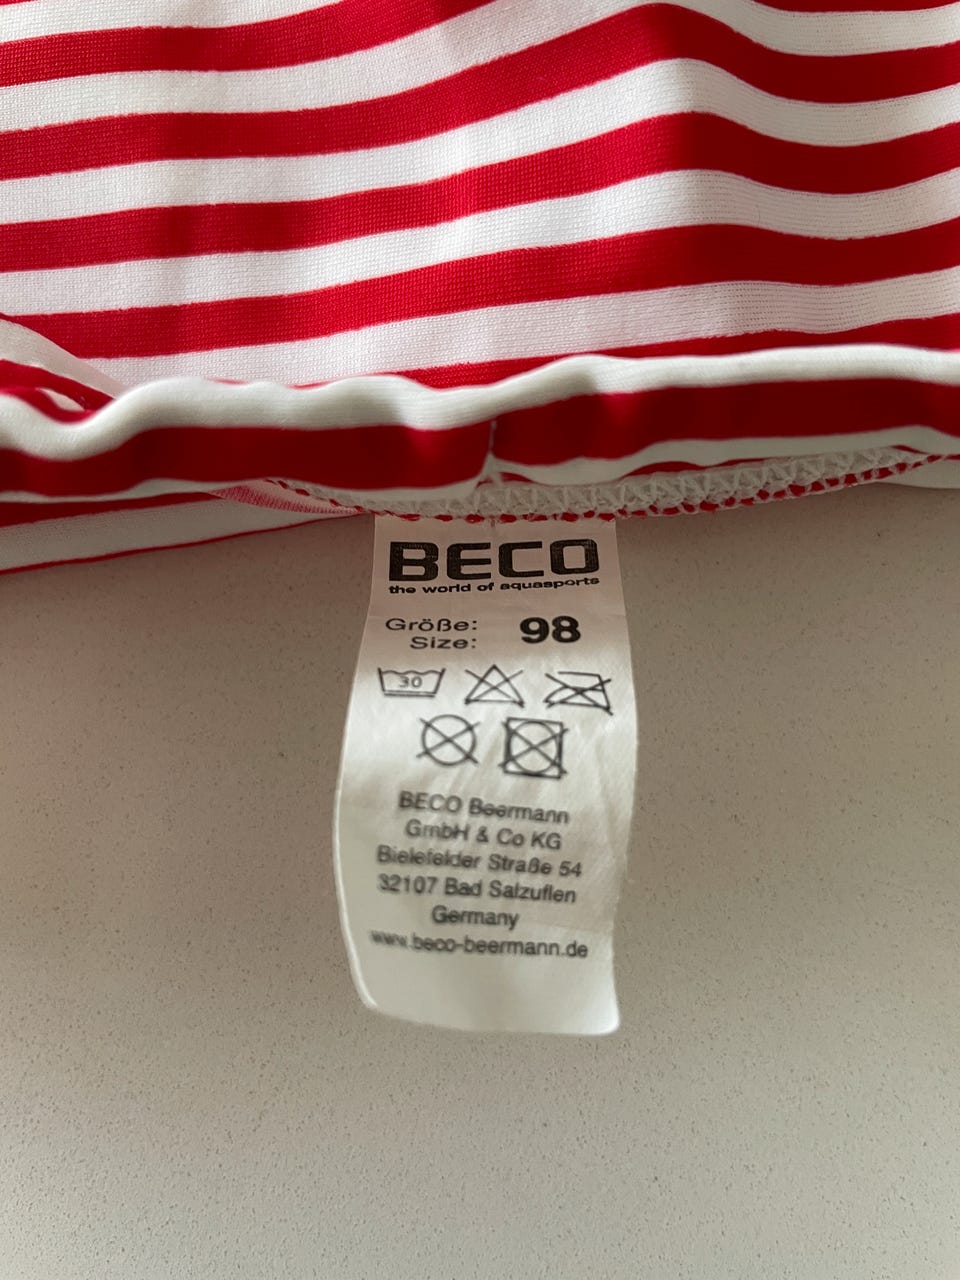 BECO
the world of aquasports
Größe:
Size: 98
30
BECO Beermann
GmbH & Co KG
Bielefelder Straße 54
32107 Bad Salzuflen
Germany
www.beco-beermann.de